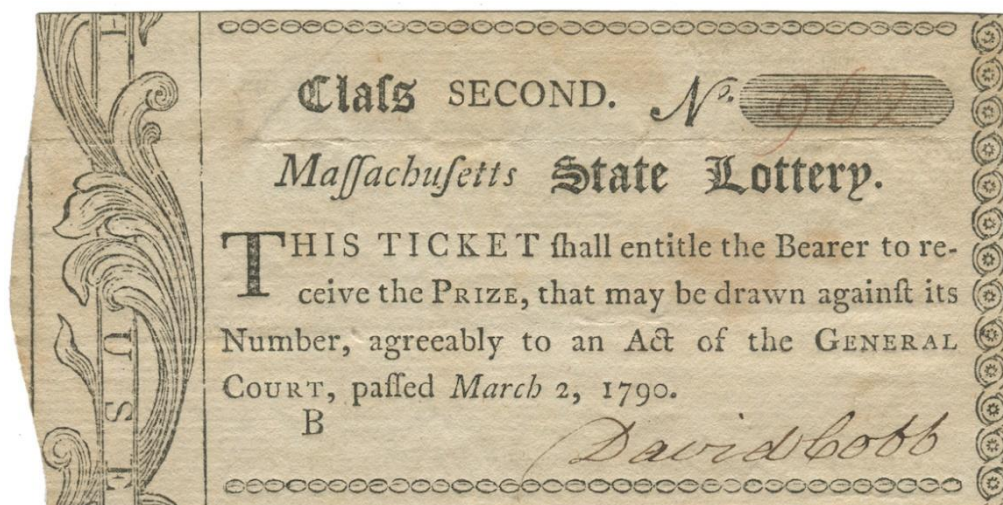 Claſs SECOND. No. 962
Maſſachuſetts State Lottery.
THIS TICKET ſhall entitle the Bearer to re-
ceive the PRIZE, that may be drawn againſt its
Number, agreeably to an Act of the GENERAL
COURT, paſſed March 2, 1790.
B
David Cobb
U S E